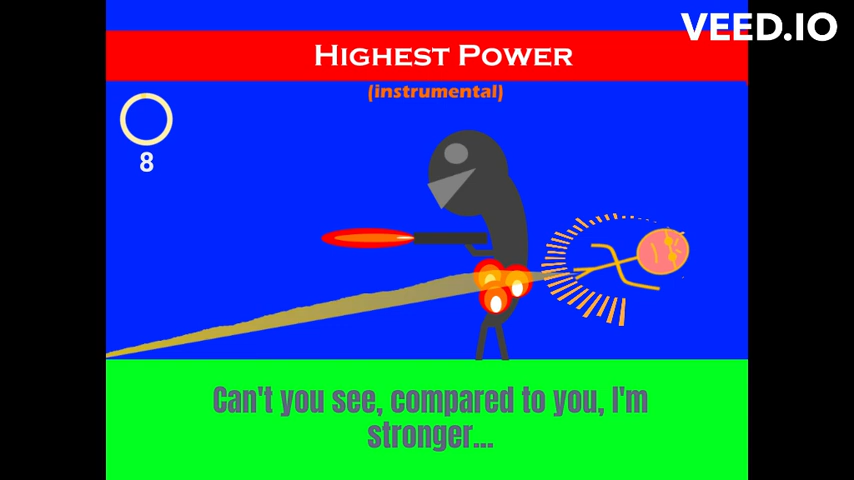 VEED.IO
HIGHEST POWER
(instrumental)
8
Can't you see, compared to you, I'm
stronger...